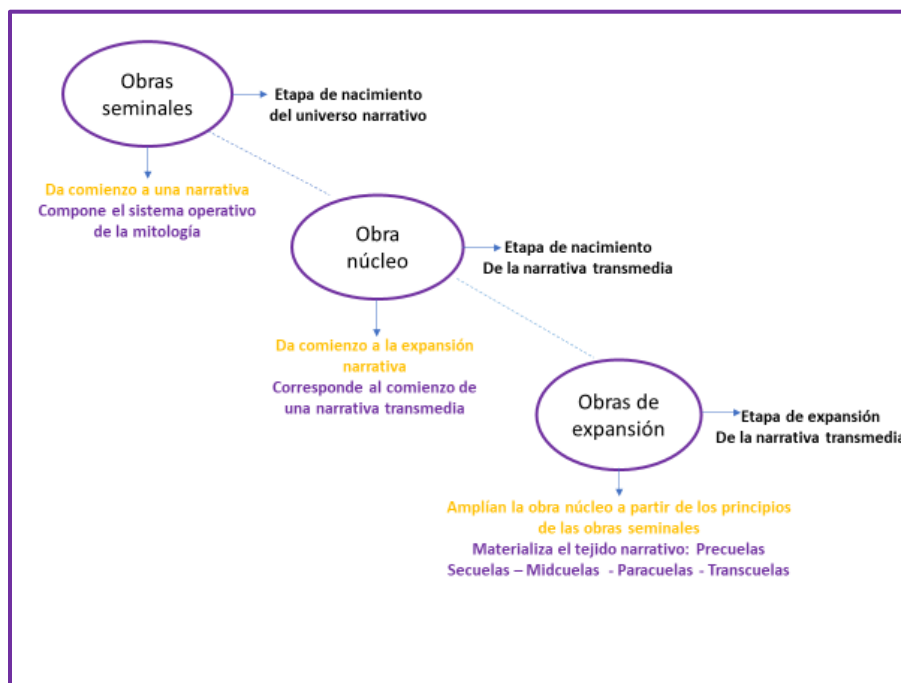 Obras
seminales
Etapa de nacimiento
del universo narrativo
Da comienzo a una narrativa
Compone el sistema operativo
de la mitología
Obra
núcleo
Etapa de nacimiento
De la narrativa transmedia
Da comienzo a la expansión
narrativa
Corresponde al comienzo de
una narrativa transmedia
Obras de
expansión
Etapa de expansión
De la narrativa transmedia
Amplían la obra núcleo a partir de los principios
de las obras seminales
Materializa el tejido narrativo: Precuelas
Secuelas – Midcuelas - Paracuelas - Transcuelas